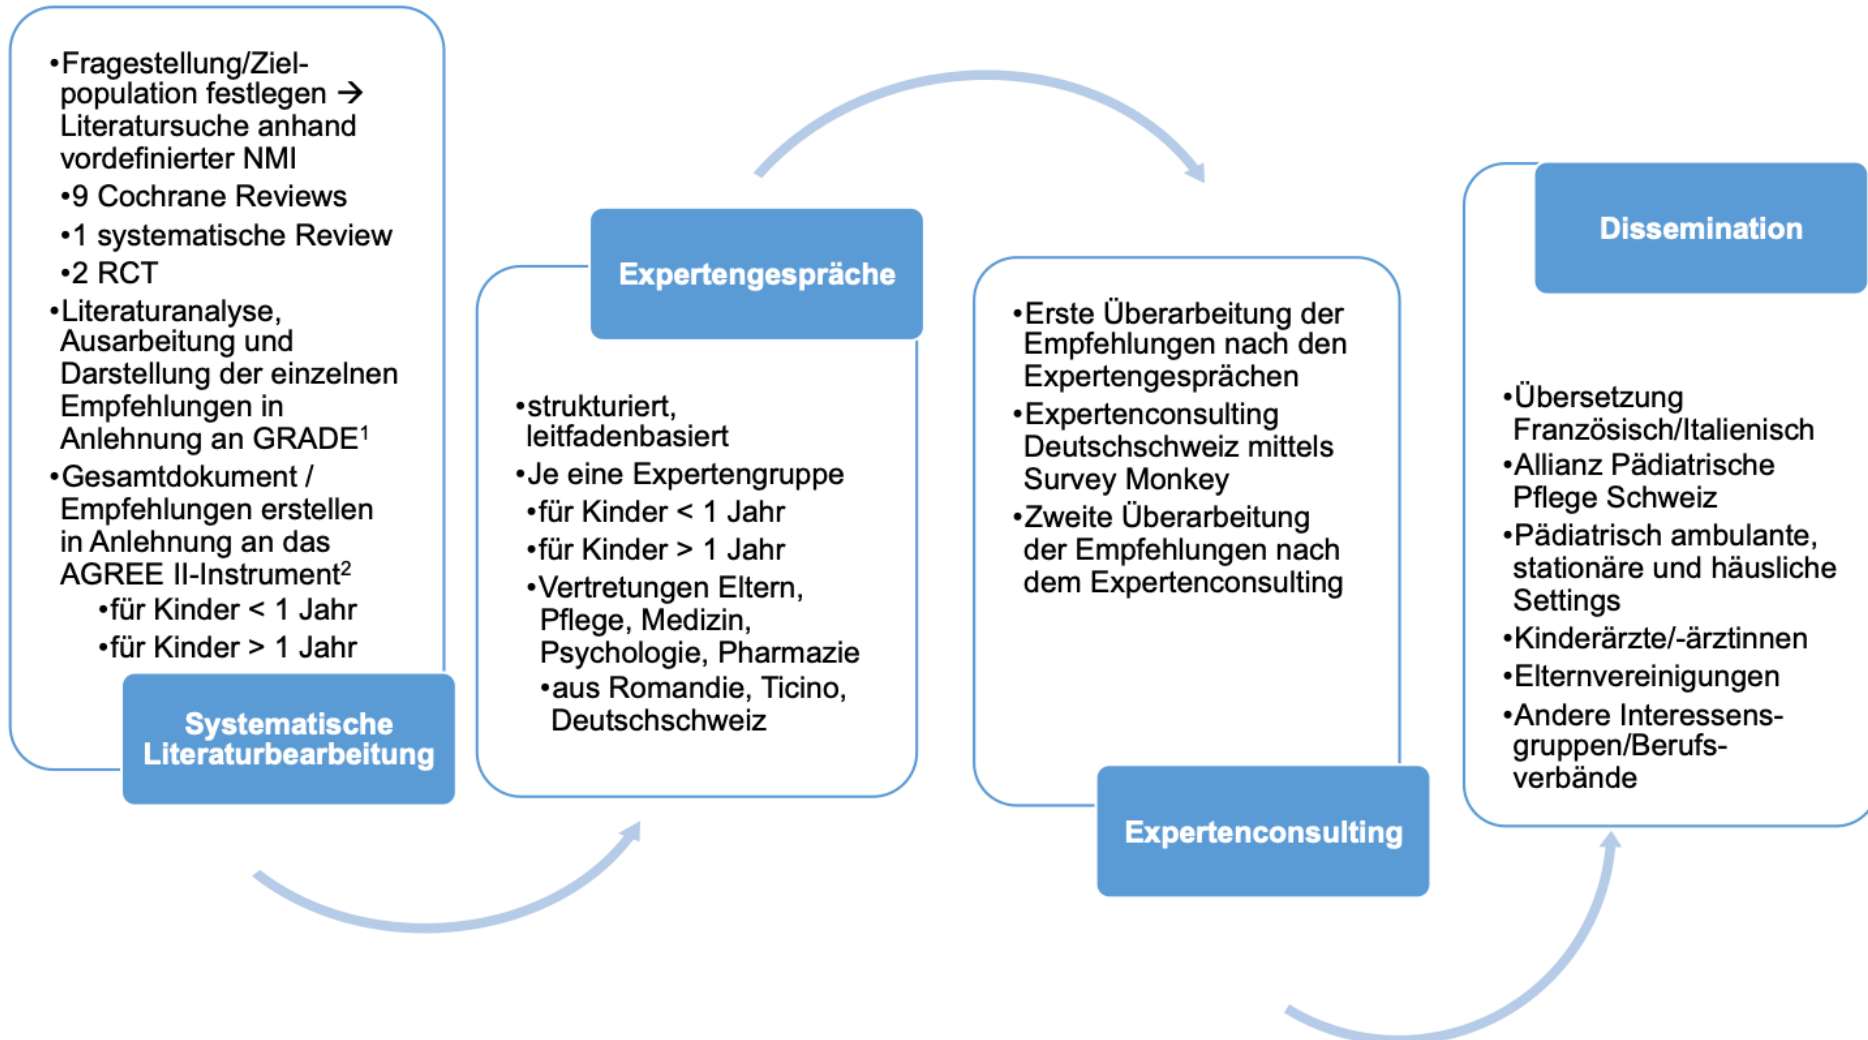 •Fragestellung/Ziel-
population festlegen →
Literatursuche anhand
vordefinierter NMI
•9 Cochrane Reviews
•1 systematische Review
•2 RCT
•Literaturanalyse,
Ausarbeitung und
Darstellung der einzelnen
Empfehlungen in
Anlehnung an GRADE¹
•Gesamtdokument /
Empfehlungen erstellen
in Anlehnung an das
AGREE II-Instrument²
•für Kinder < 1 Jahr
•für Kinder > 1 Jahr
Systematische
Literaturbearbeitung
Expertengespräche
•strukturiert,
leitfadenbasiert
•Je eine Expertengruppe
•für Kinder < 1 Jahr
•für Kinder > 1 Jahr
•Vertretungen Eltern,
Pflege, Medizin,
Psychologie, Pharmazie
•aus Romandie, Ticino,
Deutschschweiz
•Erste Überarbeitung der
Empfehlungen nach den
Expertengesprächen
•Expertenconsulting
Deutschschweiz mittels
Survey Monkey
•Zweite Überarbeitung
der Empfehlungen nach
dem Expertenconsulting
Expertenconsulting
Dissemination
•Übersetzung
Französisch/Italienisch
•Allianz Pädiatrische
Pflege Schweiz
•Pädiatrisch ambulante,
stationäre und häusliche
Settings
•Kinderärzte/-ärztinnen
•Elternvereinigungen
•Andere Interessens-
gruppen/Berufs-
verbände